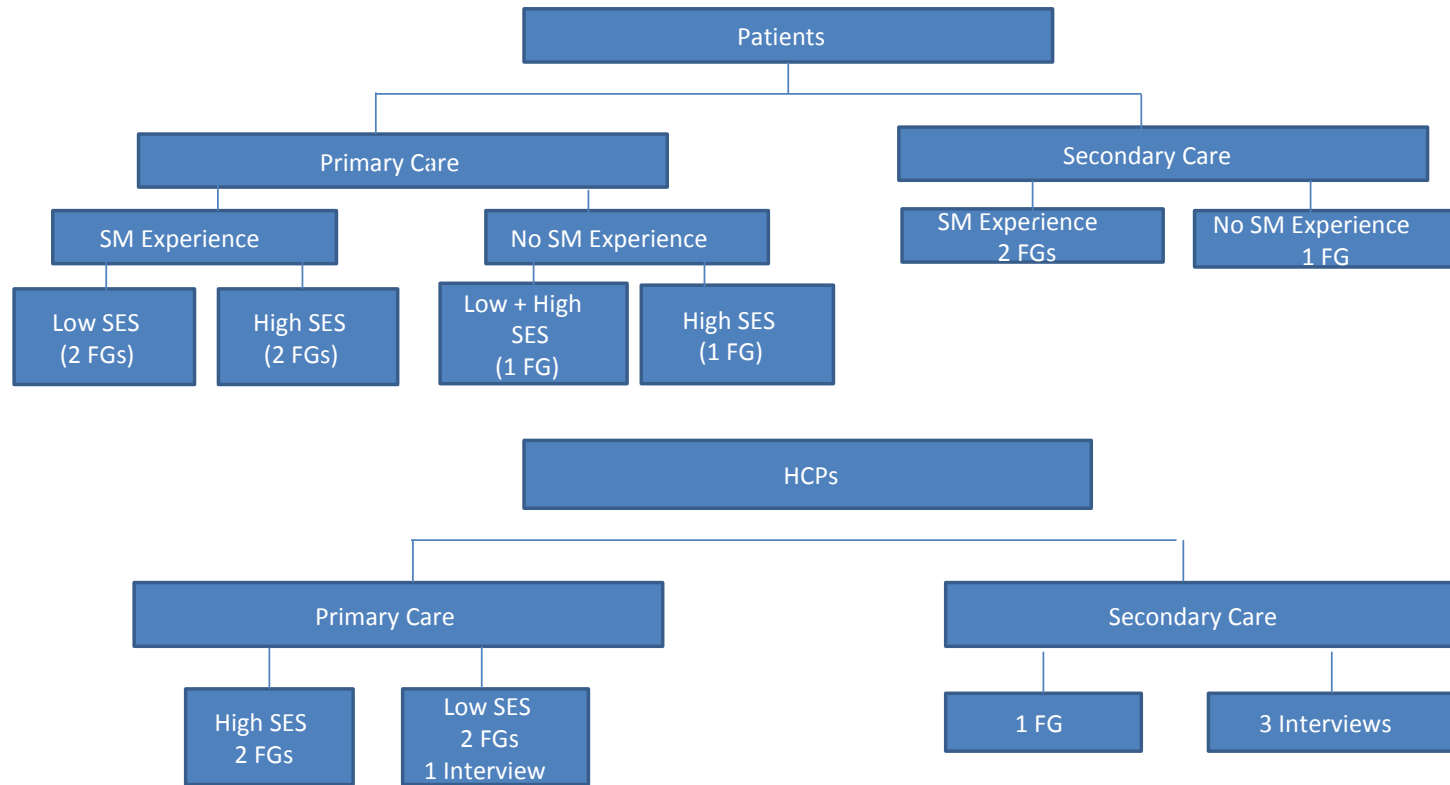 Patients
Primary Care
Secondary Care
SM Experience
No SM Experience
SM Experience
2 FGs
No SM Experience
1 FG
Low SES
(2 FGs)
High SES
(2 FGs)
Low + High
SES
(1 FG)
High SES
(1 FG)
HCPs
Primary Care
Secondary Care
High SES
2 FGs
Low SES
2 FGs
1 Interview
1 FG
3 Interviews